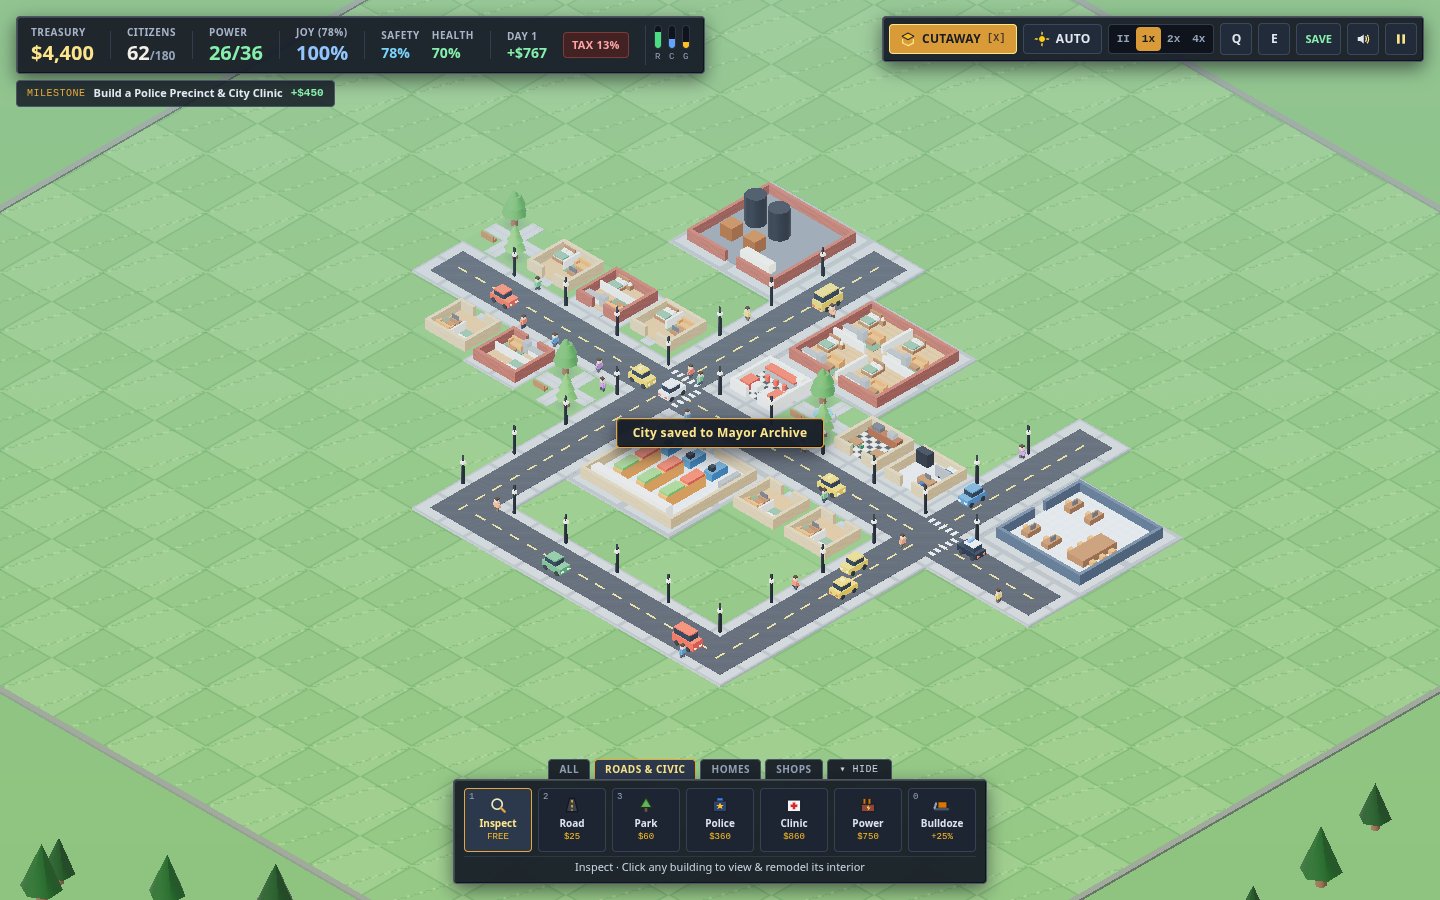 TREASURY CITIZENS POWER JOY (78%) SAFETY HEALTH DAY 1
$4,400 62/180 26/36 100% 78% 70% +$767 TAX 13% R C G
CUTAWAY [X] AUTO II 1x 2x 4x Q E SAVE
MILESTONE Build a Police Precinct & City Clinic +$450
City saved to Mayor Archive
ALL ROADS & CIVIC HOMES SHOPS ▾ HIDE
1 2 3 0
Inspect Road Park Police Clinic Power Bulldoze
FREE $25 $60 $360 $860 $750 +25%
Inspect · Click any building to view & remodel its interior